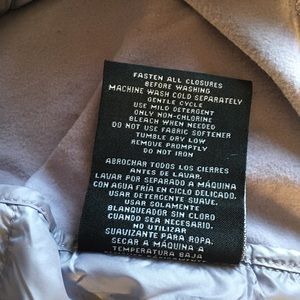 FASTEN ALL CLOSURES
BEFORE WASHING
MACHINE WASH COLD SEPARATELY
GENTLE CYCLE
USE MILD DETERGENT
ONLY NON-CHLORINE
BLEACH WHEN NEEDED
DO NOT USE FABRIC SOFTENER
TUMBLE DRY LOW
REMOVE PROMPTLY
DO NOT IRON
ABROCHAR TODOS LOS CIERRES
ANTES DE LAVAR.
LAVAR POR SEPARADO A MÁQUINA
CON AGUA FRÍA EN CICLO DELICADO.
USAR DETERGENTE SUAVE.
USAR SOLAMENTE
BLANQUEADOR SIN CLORO
CUANDO SEA NECESARIO.
NO UTILIZAR
SUAVIZANTE PARA ROPA.
SECAR A MÁQUINA A
TEMPERATURA BAJA